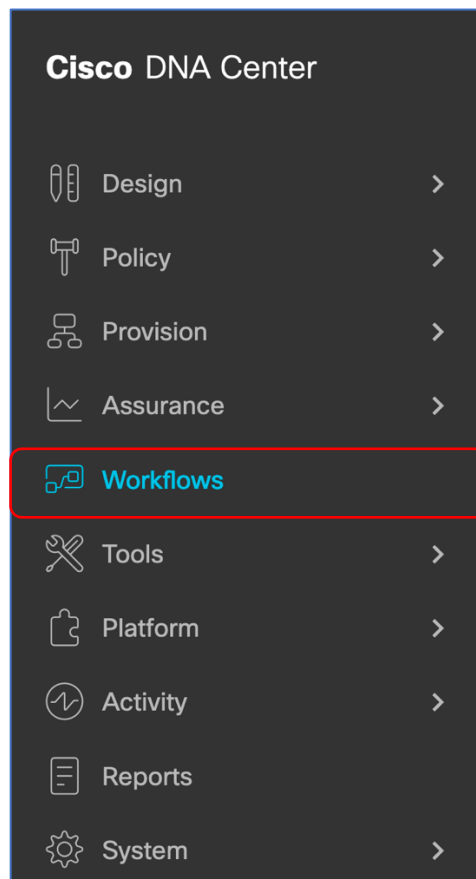 Cisco DNA Center
Design
Policy
Provision
Assurance
Workflows
Tools
Platform
Activity
Reports
System